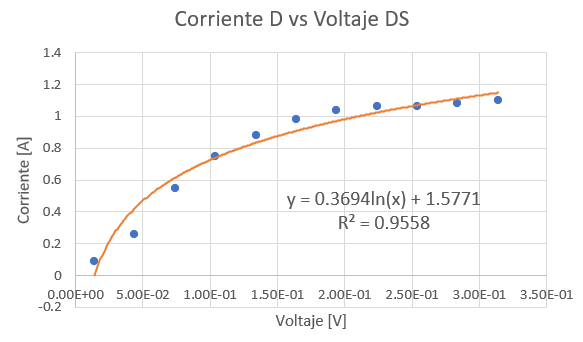 Corriente D vs Voltaje DS
1.4
1.2
1
0.8
0.6
0.4
0.2
0
-0.2
Corriente [A]
y = 0.3694ln(x) + 1.5771
R² = 0.9558
0.00E+00 5.00E-02 1.00E-01 1.50E-01 2.00E-01 2.50E-01 3.00E-01 3.50E-01
Voltaje [V]